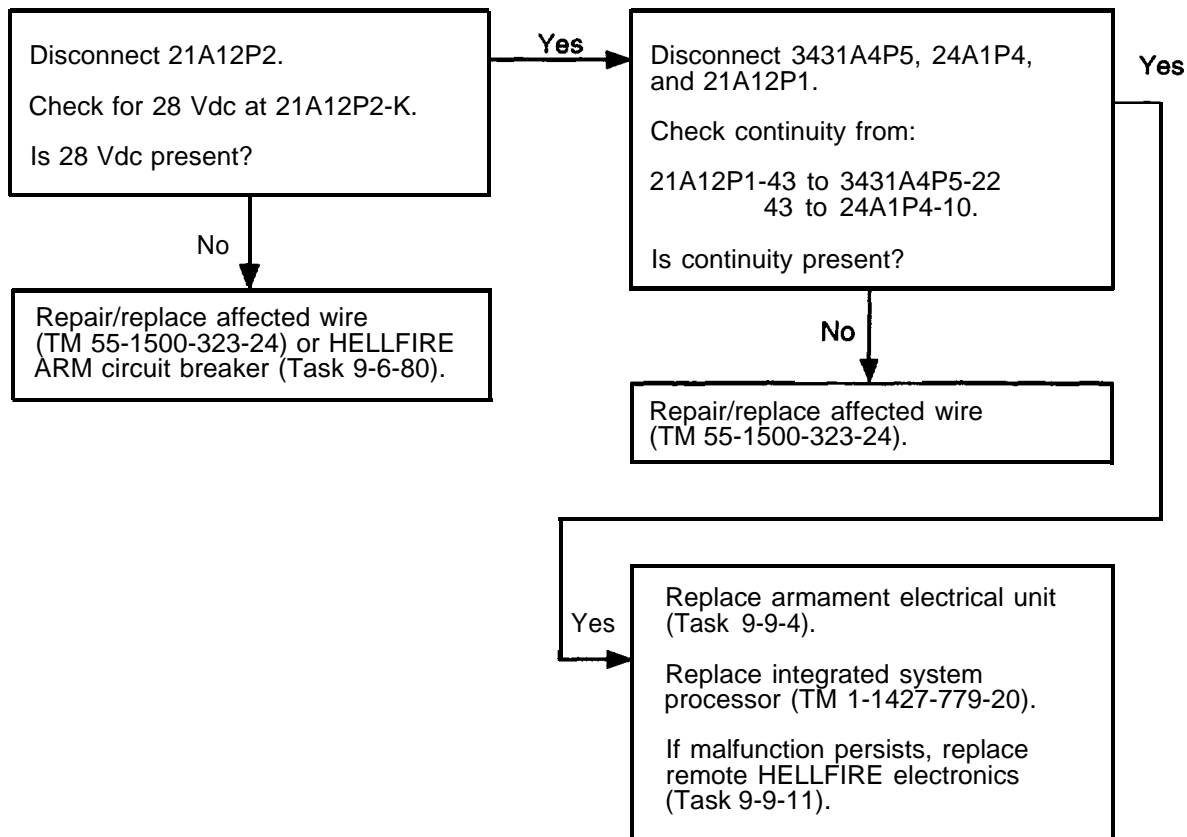 Disconnect 21A12P2.
Check for 28 Vdc at 21A12P2-K.
Is 28 Vdc present?
Yes
Disconnect 3431A4P5, 24A1P4,
and 21A12P1.
Check continuity from:
21A12P1-43 to 3431A4P5-22
43 to 24A1P4-10.
Is continuity present?
Yes
No
Repair/replace affected wire
(TM 55-1500-323-24) or HELLFIRE
ARM circuit breaker (Task 9-6-80).
No
Repair/replace affected wire
(TM 55-1500-323-24).
Yes
Replace armament electrical unit
(Task 9-9-4).
Replace integrated system
processor (TM 1-1427-779-20).
If malfunction persists, replace
remote HELLFIRE electronics
(Task 9-9-11).